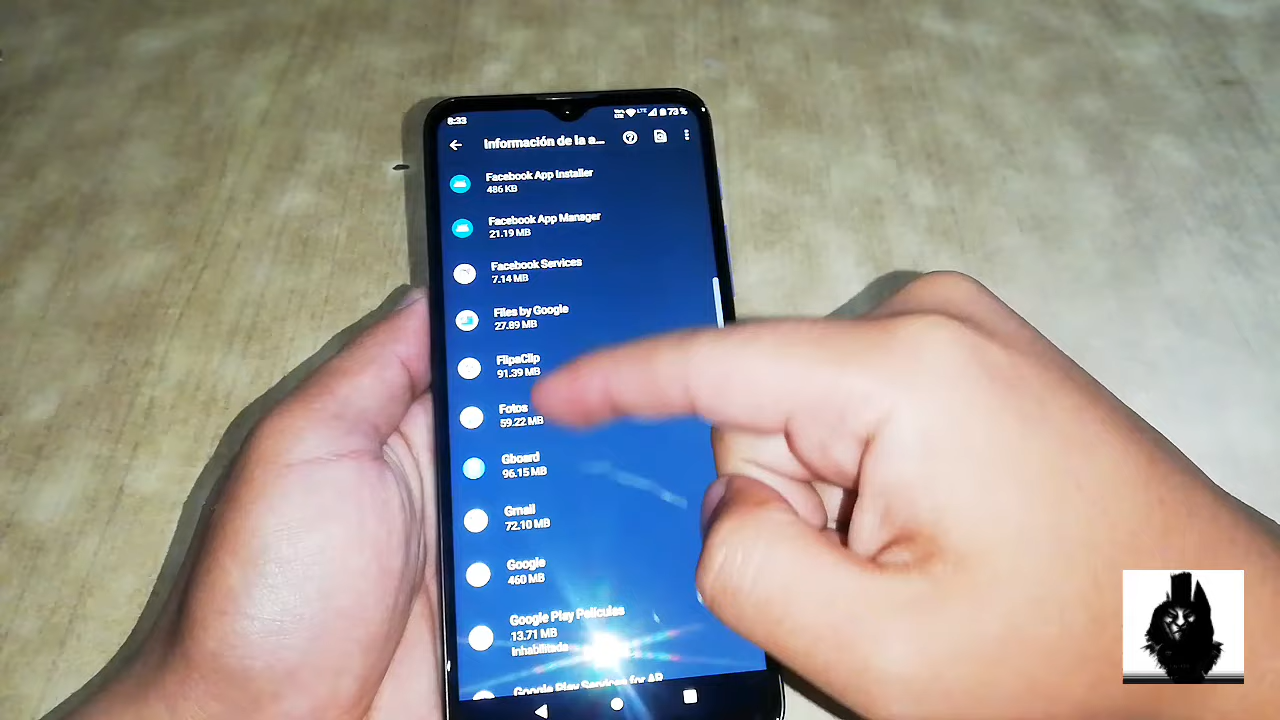 8:33
LTE
73 %
Información de la a...
Facebook App Installer
486 KB
Facebook App Manager
21.19 MB
Facebook Services
7.14 MB
Files by Google
27.89 MB
FlipaClip
91.39 MB
Fotos
59.22 MB
Gboard
96.15 MB
Gmail
72.10 MB
Google
460 MB
Google Play Películas
13.71 MB
Inhabilitada
Google Play Services for AR